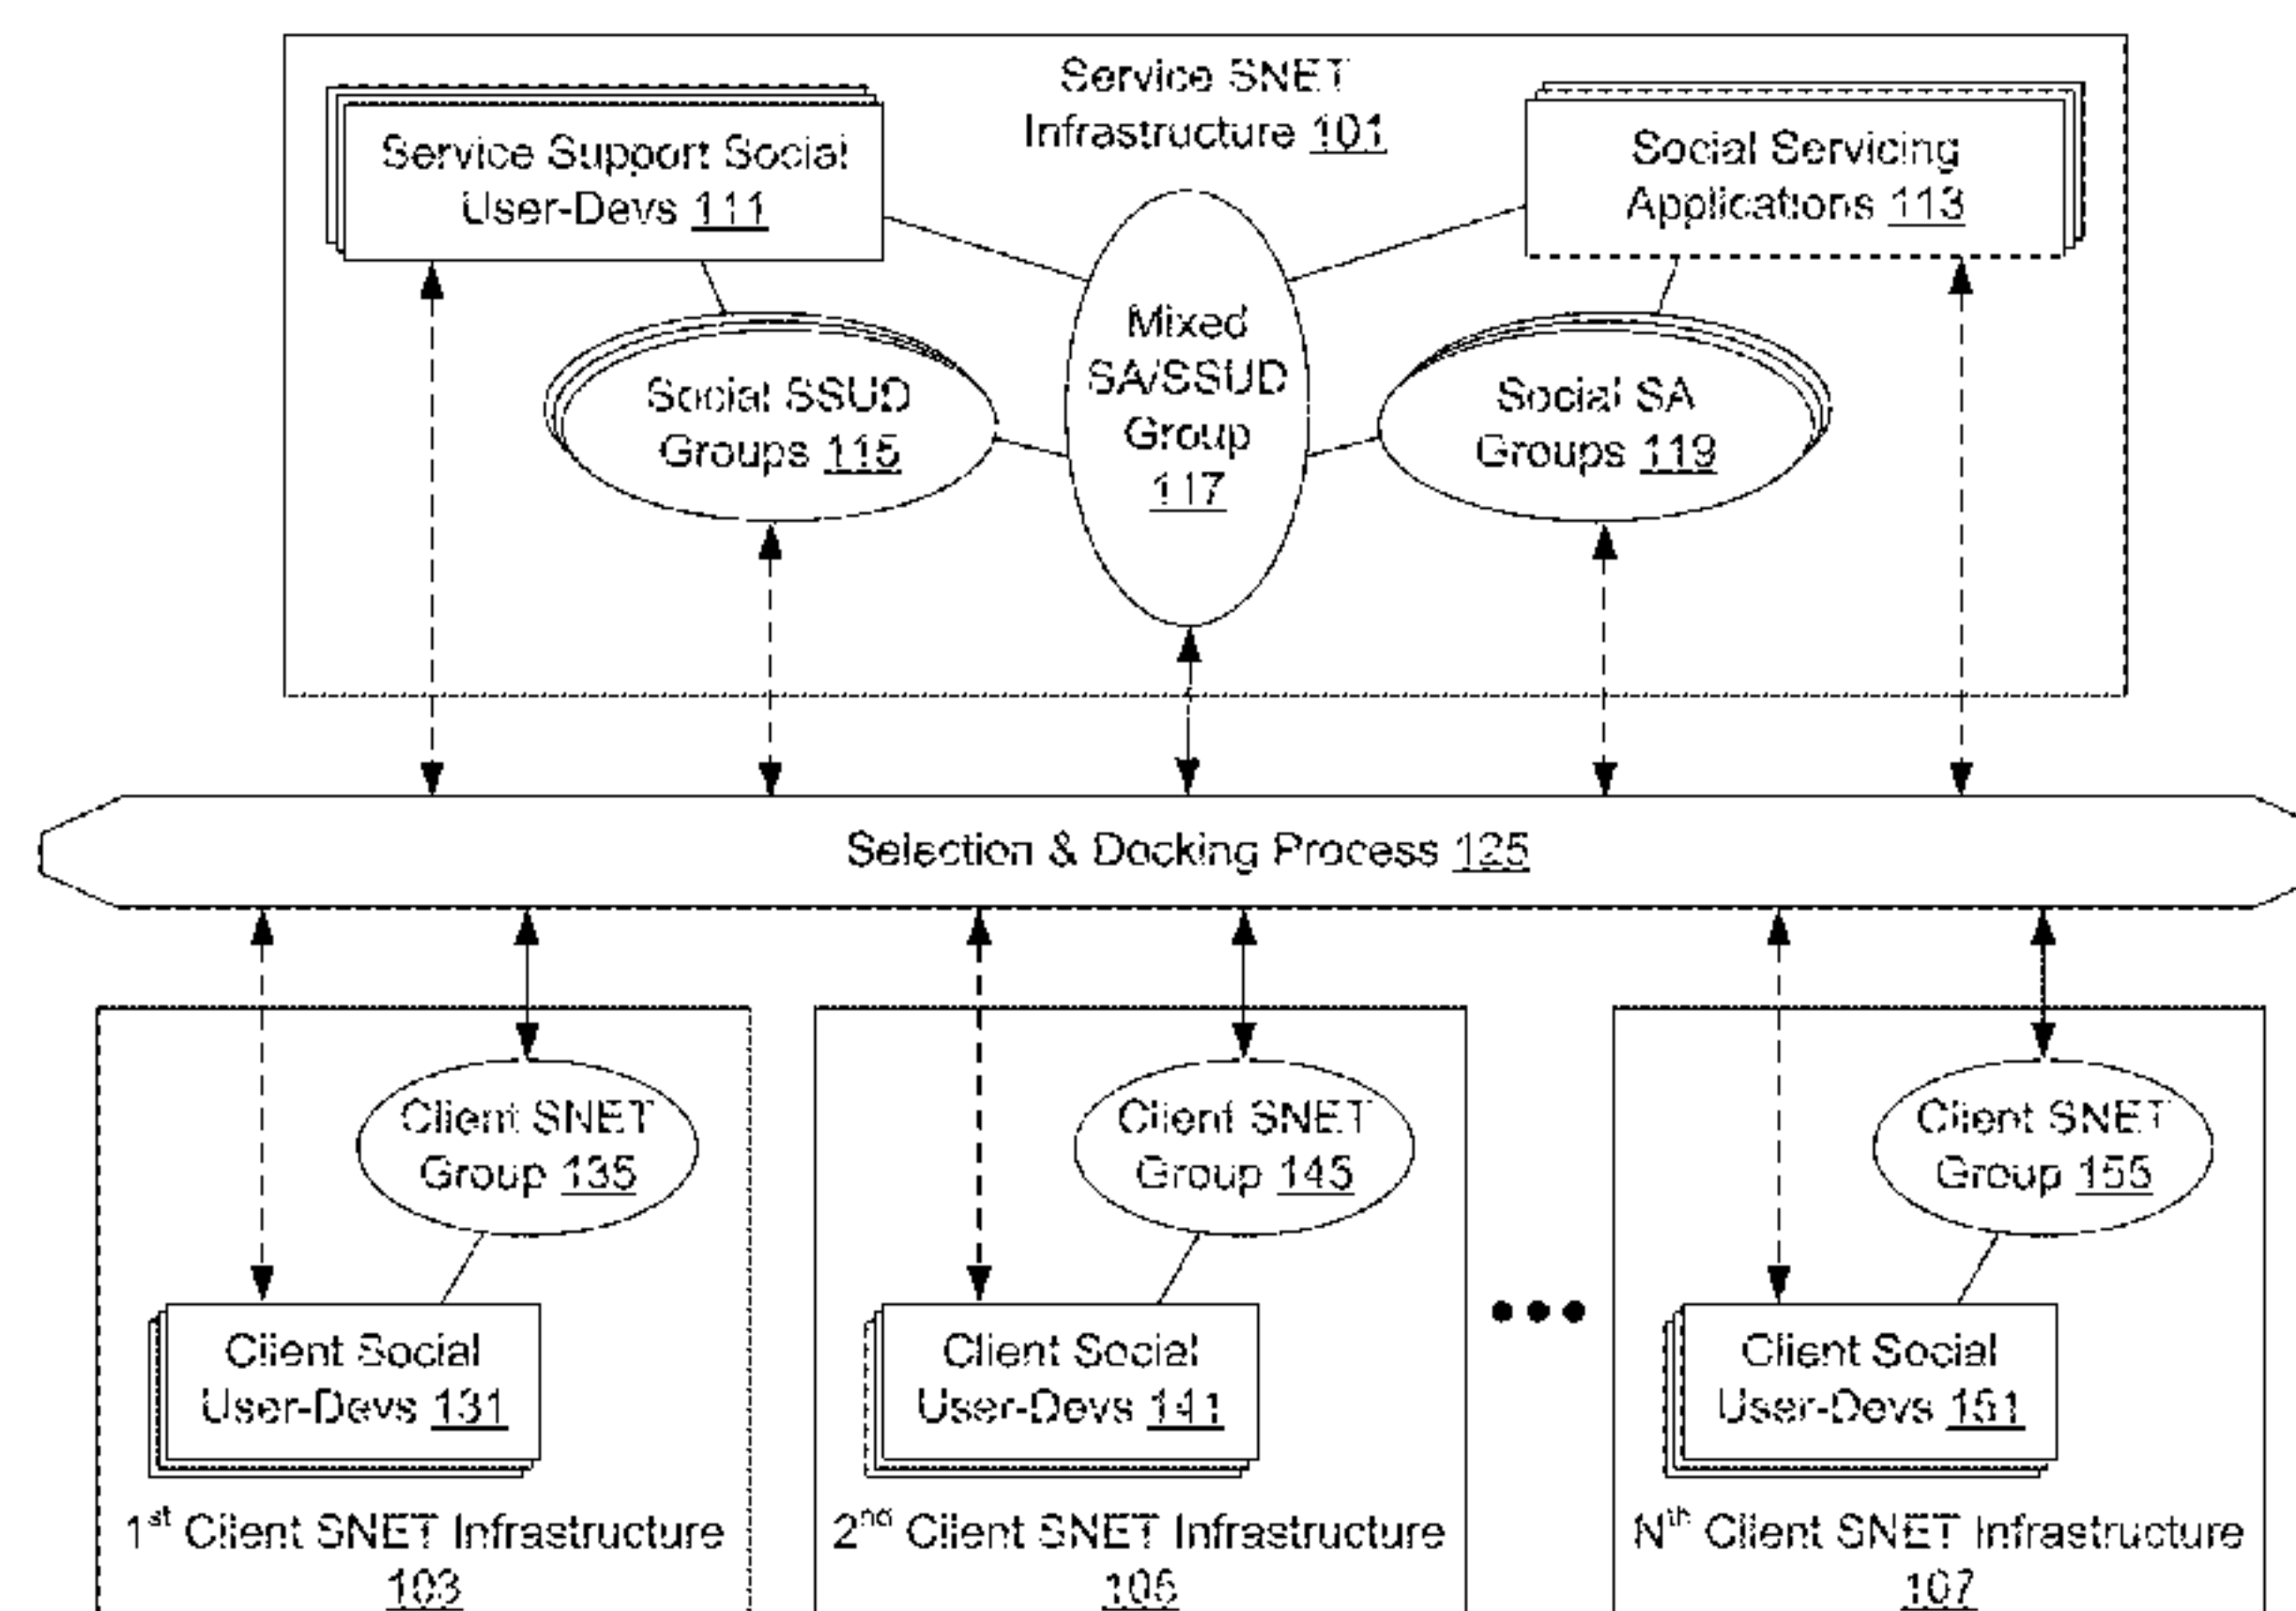 Service SNET
Infrastructure 101
Service Support Social
User-Devs 111
Social Servicing
Applications 113
Mixed
SA/SSUD
Group
117
Social SSUD
Groups 115
Social SA
Groups 119
Selection & Docking Process 125
Client SNET
Group 135
Client Social
User-Devs 131
1st Client SNET Infrastructure
103
Client SNET
Group 145
Client Social
User-Devs 141
2nd Client SNET Infrastructure
105
Client SNET
Group 155
Client Social
User-Devs 151
Nth Client SNET Infrastructure
107